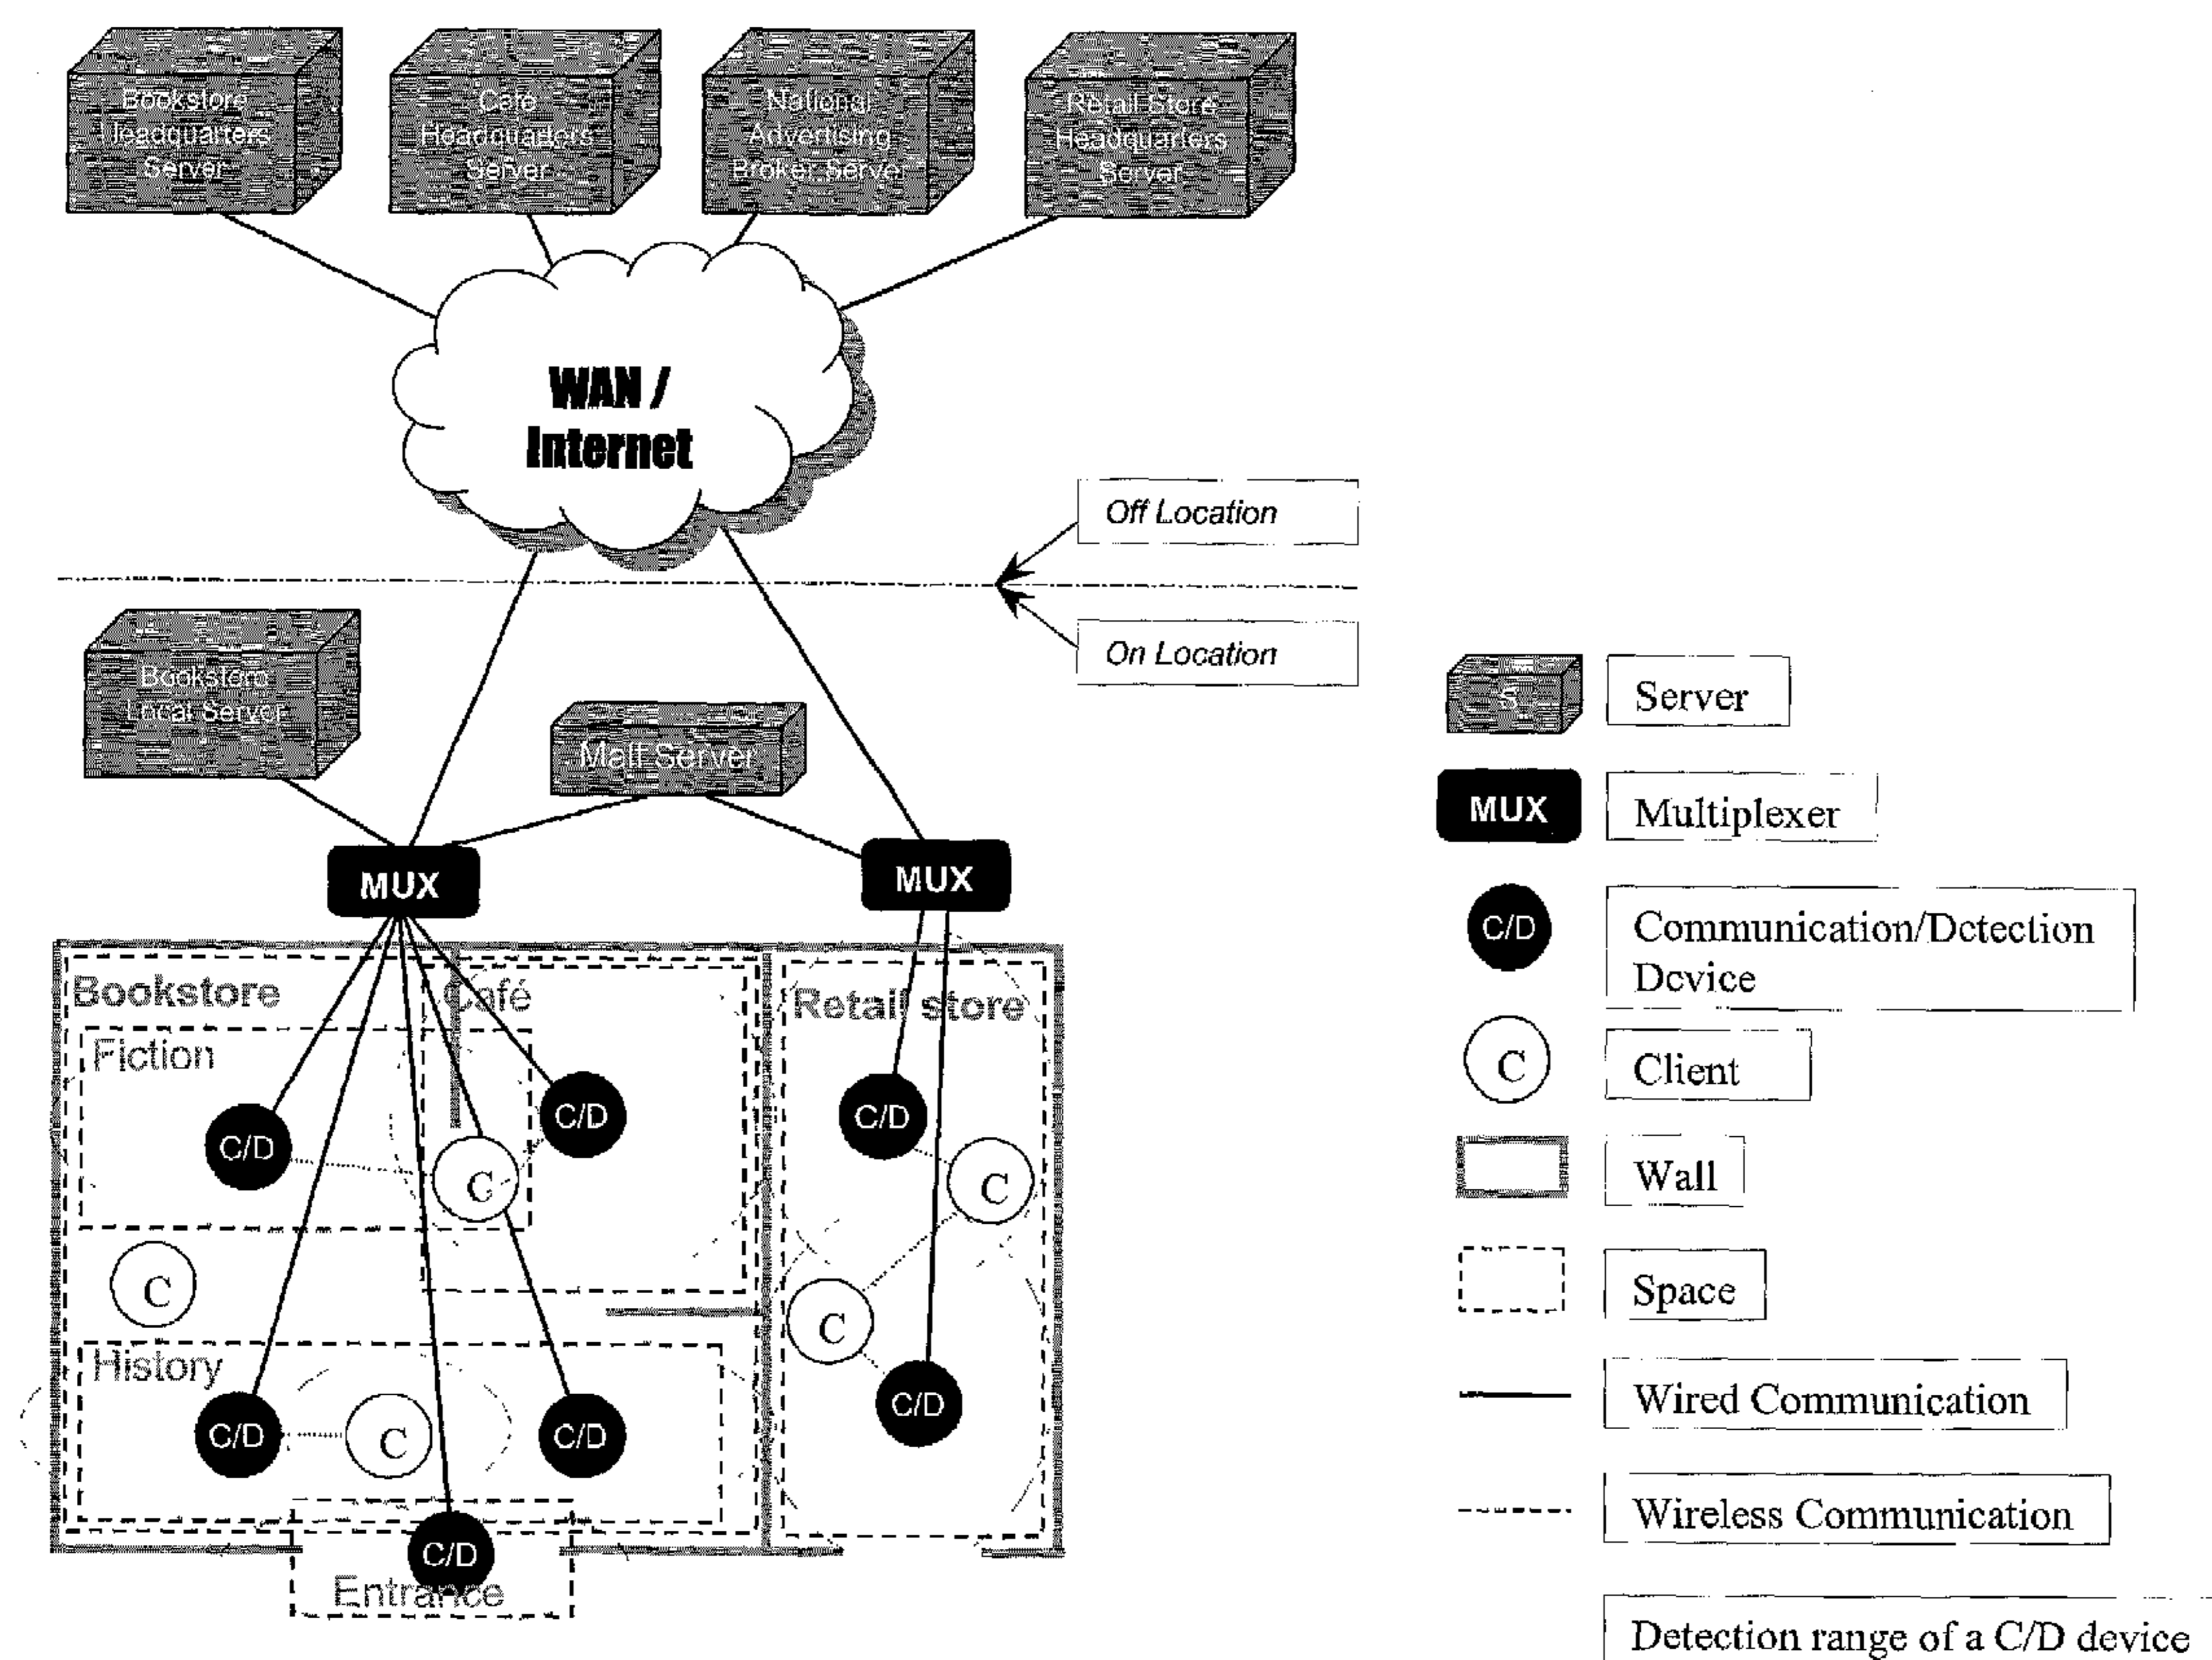 Bookstore
Headquarters
Server
Café
Headquarters
Server
National
Advertising
Broker Server
Retail Store
Headquarters
Server
WAN /
Internet
Off Location
On Location
Bookstore
Local Server
Mall Server
MUX
MUX
Bookstore
Café
Retail store
Fiction
C/D
C/D
C/D
C
C
C
C
History
C/D
C
C/D
C/D
C/D
Entrance
S
Server
MUX
Multiplexer
C/D
Communication/Detection
Device
C
Client
Wall
Space
Wired Communication
Wireless Communication
Detection range of a C/D device